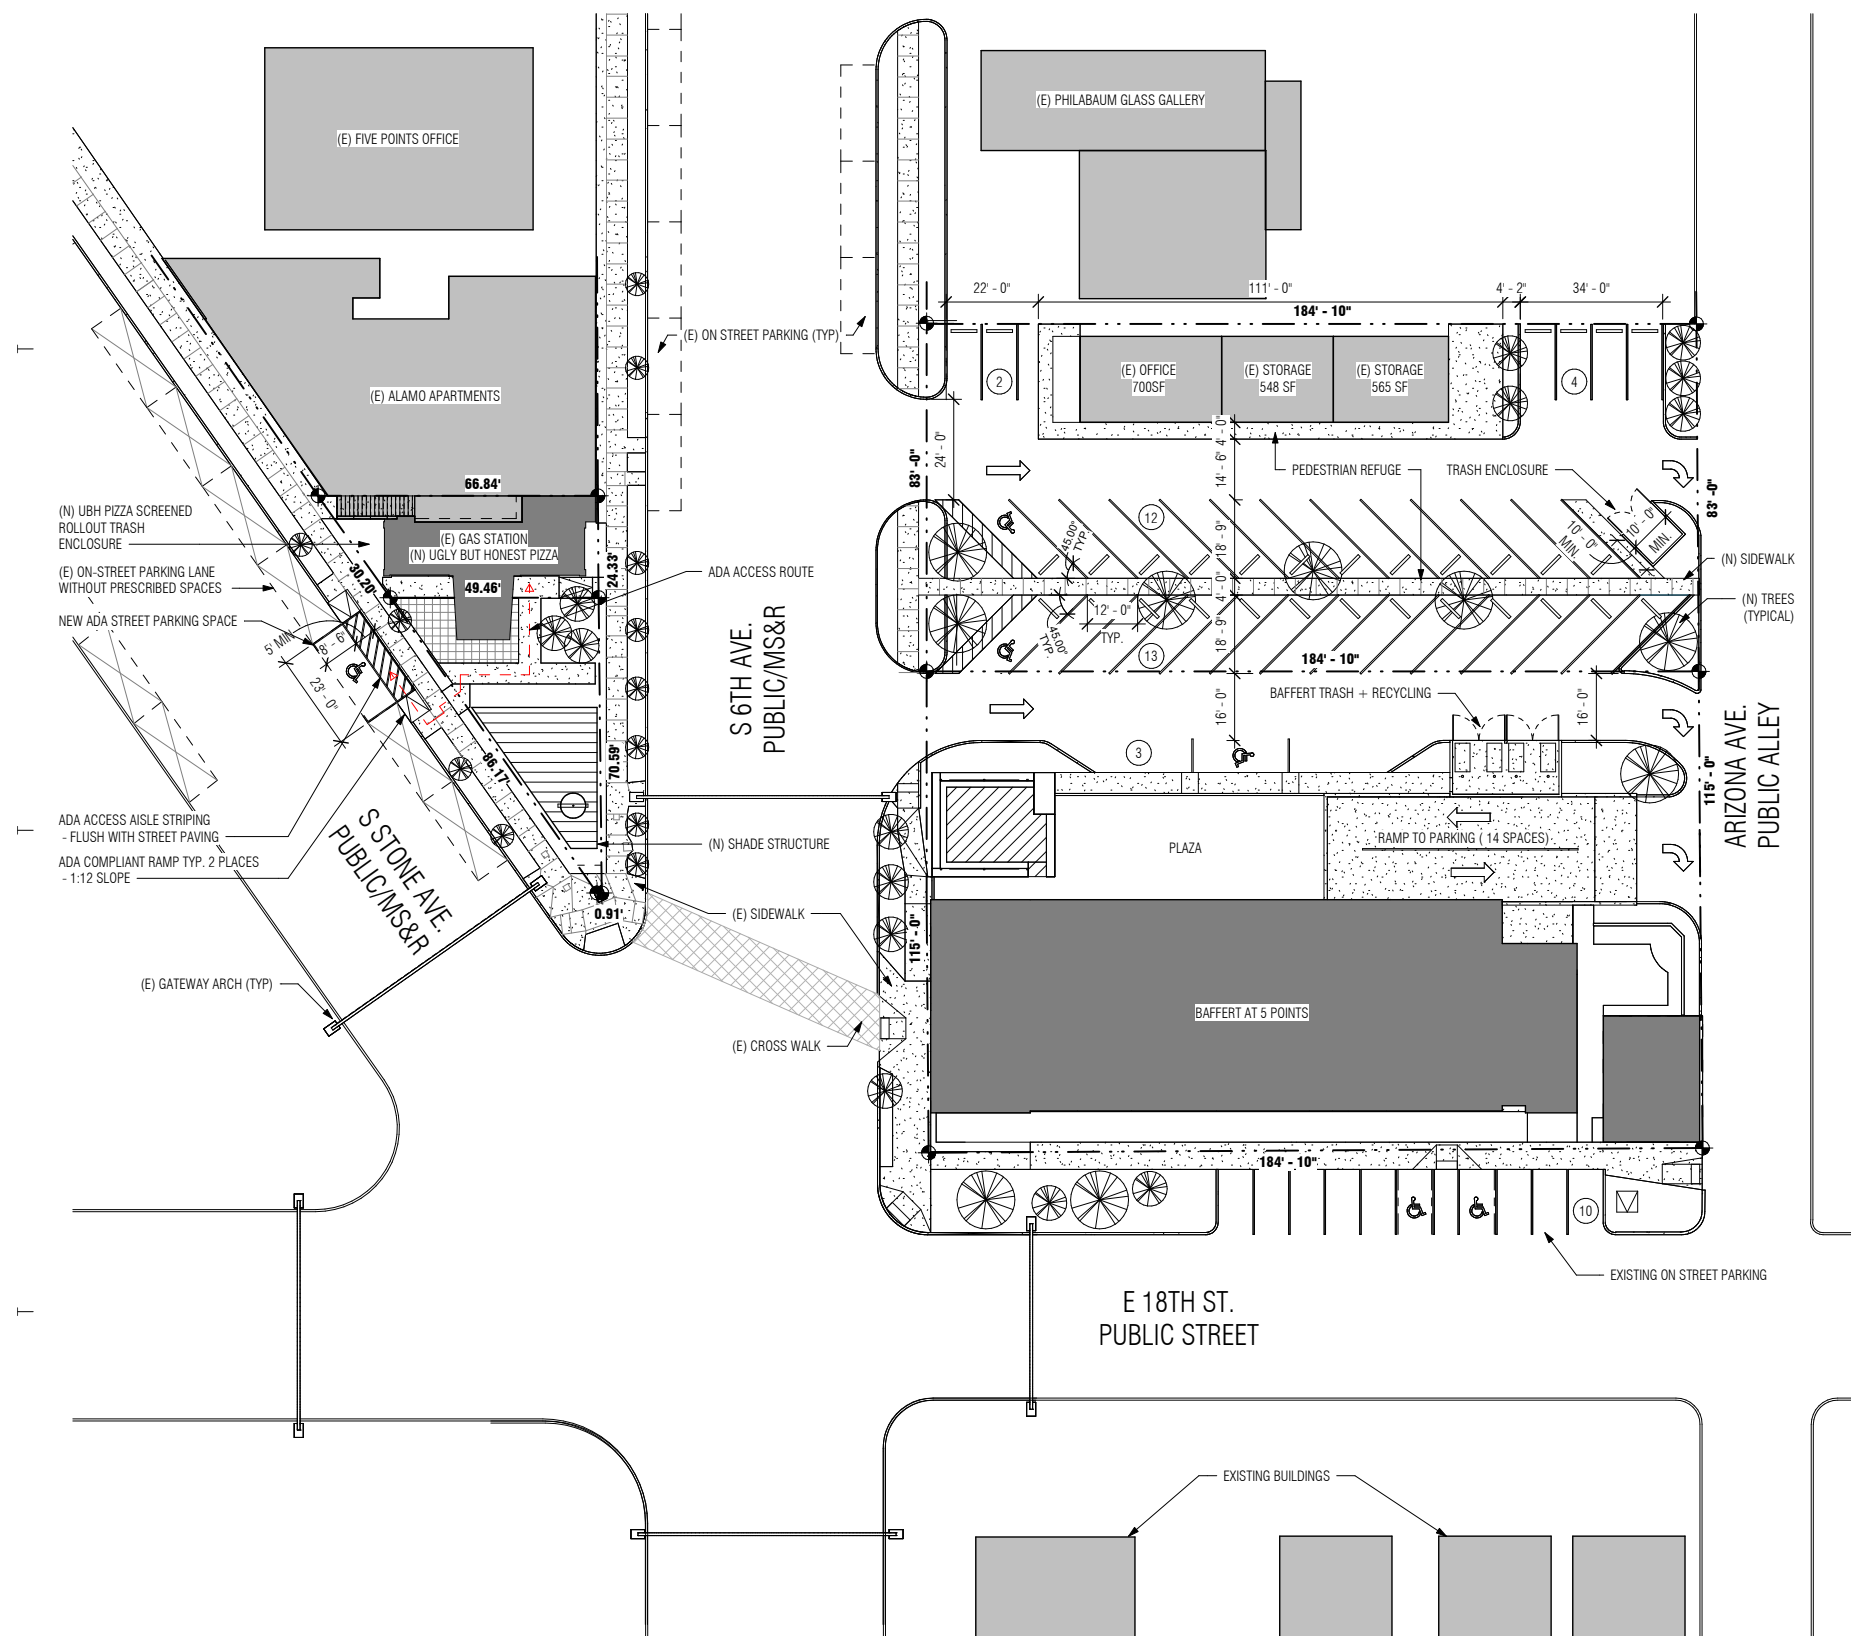 (E) FIVE POINTS OFFICE
(E) PHILABAUM GLASS GALLERY
22' - 0"
111' - 0"
4' - 2"
34' - 0"
184' - 10"
(E) ON STREET PARKING (TYP)
(E) ALAMO APARTMENTS
2
(E) OFFICE
700SF
(E) STORAGE
548 SF
(E) STORAGE
565 SF
4
83' -0"
24' - 0"
4' - 0"
14' - 6"
PEDESTRIAN REFUGE
TRASH ENCLOSURE
83' -0"
66.84'
(N) UBH PIZZA SCREENED
ROLLOUT TRASH
ENCLOSURE
(E) GAS STATION
(N) UGLY BUT HONEST PIZZA
12
45.00°
TYP.
18' - 9"
10' - 0"
MIN.
10' - 0"
MIN.
(N) SIDEWALK
(E) ON-STREET PARKING LANE
WITHOUT PRESCRIBED SPACES
30.20'
49.46'
24.33'
ADA ACCESS ROUTE
4' - 0"
12' - 0"
TYP.
(N) TREES
(TYPICAL)
NEW ADA STREET PARKING SPACE
5' MIN.
8' - 6"
23' - 0"
45.00°
TYP.
18' - 9"
13
184' - 10"
S 6TH AVE.
PUBLIC/MS&R
BAFFERT TRASH + RECYCLING
16' - 0"
16' - 0"
ARIZONA AVE.
PUBLIC ALLEY
86.17'
70.59'
3
115' - 0"
ADA ACCESS AISLE STRIPING
- FLUSH WITH STREET PAVING
ADA COMPLIANT RAMP TYP. 2 PLACES
- 1:12 SLOPE
S STONE AVE.
PUBLIC/MS&R
(N) SHADE STRUCTURE
PLAZA
RAMP TO PARKING ( 14 SPACES)
0.91'
(E) SIDEWALK
115' - 0"
(E) GATEWAY ARCH (TYP)
BAFFERT AT 5 POINTS
(E) CROSS WALK
184' - 10"
10
EXISTING ON STREET PARKING
E 18TH ST.
PUBLIC STREET
EXISTING BUILDINGS